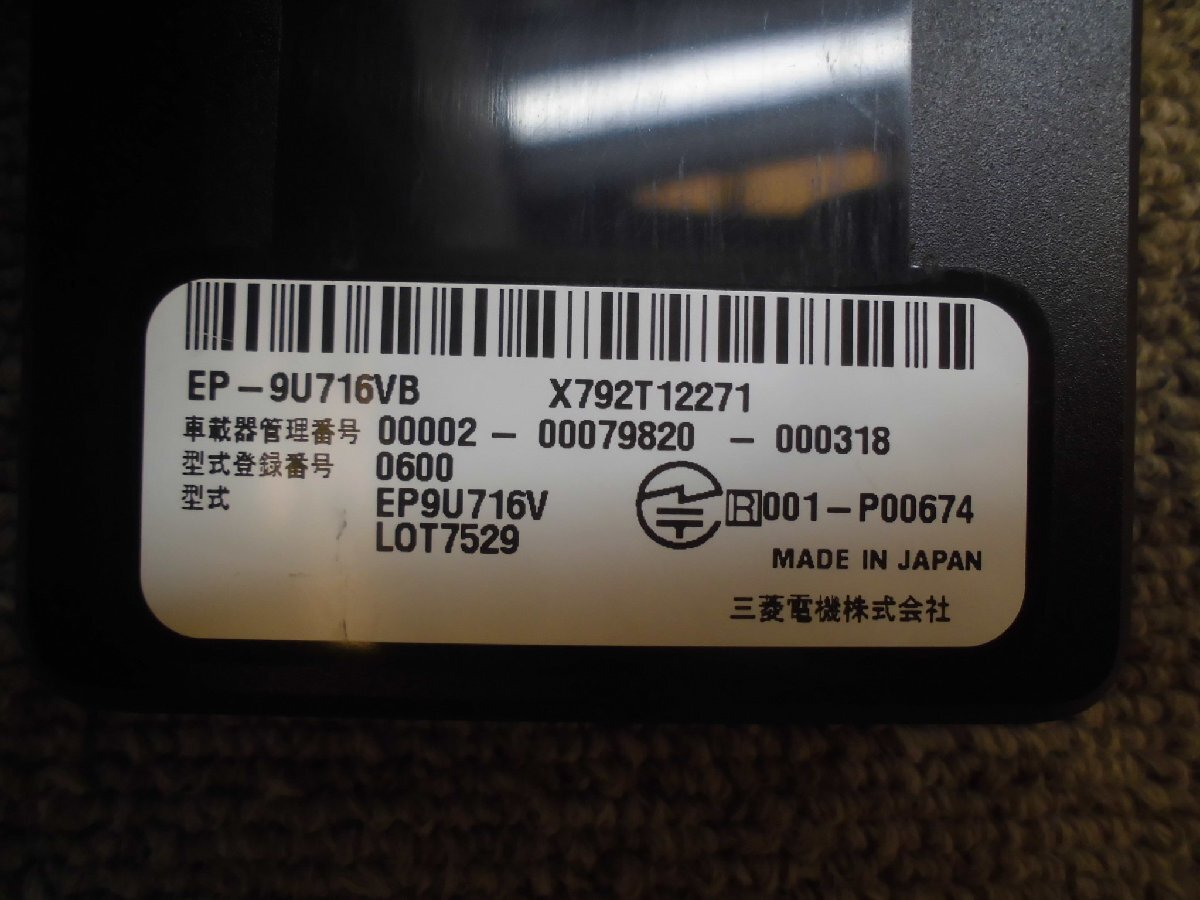 EP-9U716VB X792T12271
車載器管理番号 00002-00079820-000318
型式登録番号 0600
型式 EP9U716V
R 001-P00674
LOT7529
MADE IN JAPAN
三菱電機株式会社